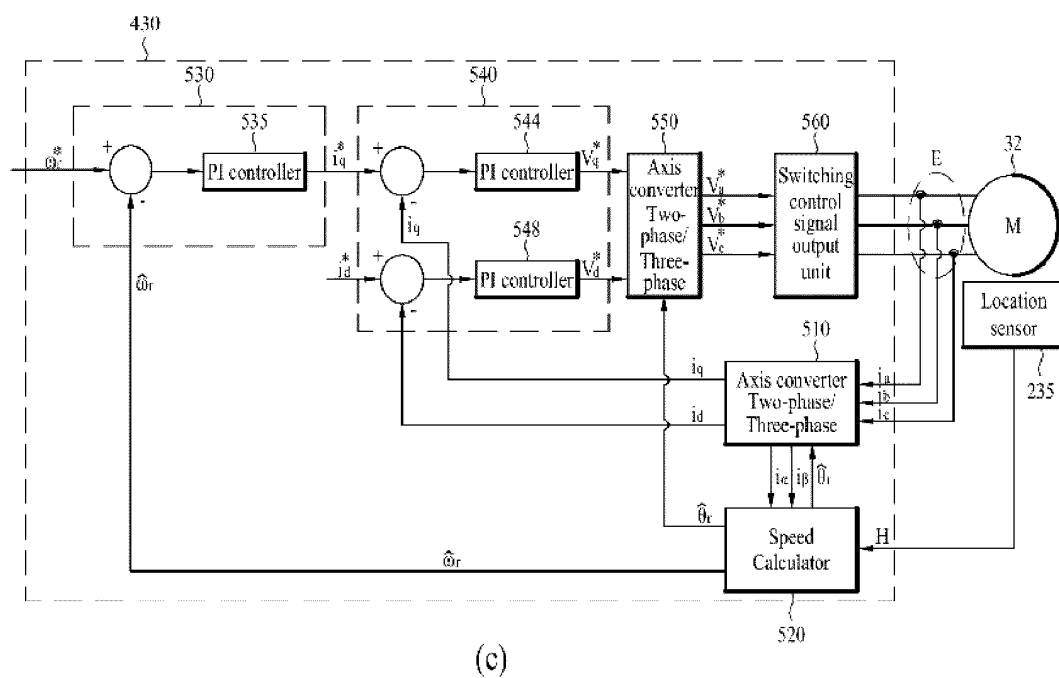 430
530
540
535
544
550
560
E
32
ω̂r*
+
-
PI controller
iq*
+
-
iq
PI controller
Vq*
548
id*
+
-
PI controller
Vd*
Axis
converter
Two-
phase/
Three-
phase
Va*
Vb*
Vc*
Switching
control
signal
output
unit
M
Location
sensor
235
ω̂r
510
iq
id
Axis converter
Two-phase/
Three-phase
ia
ib
ic
iα
iβ
θ̂r
θ̂r
Speed
Calculator
H
ω̂r
520
(c)